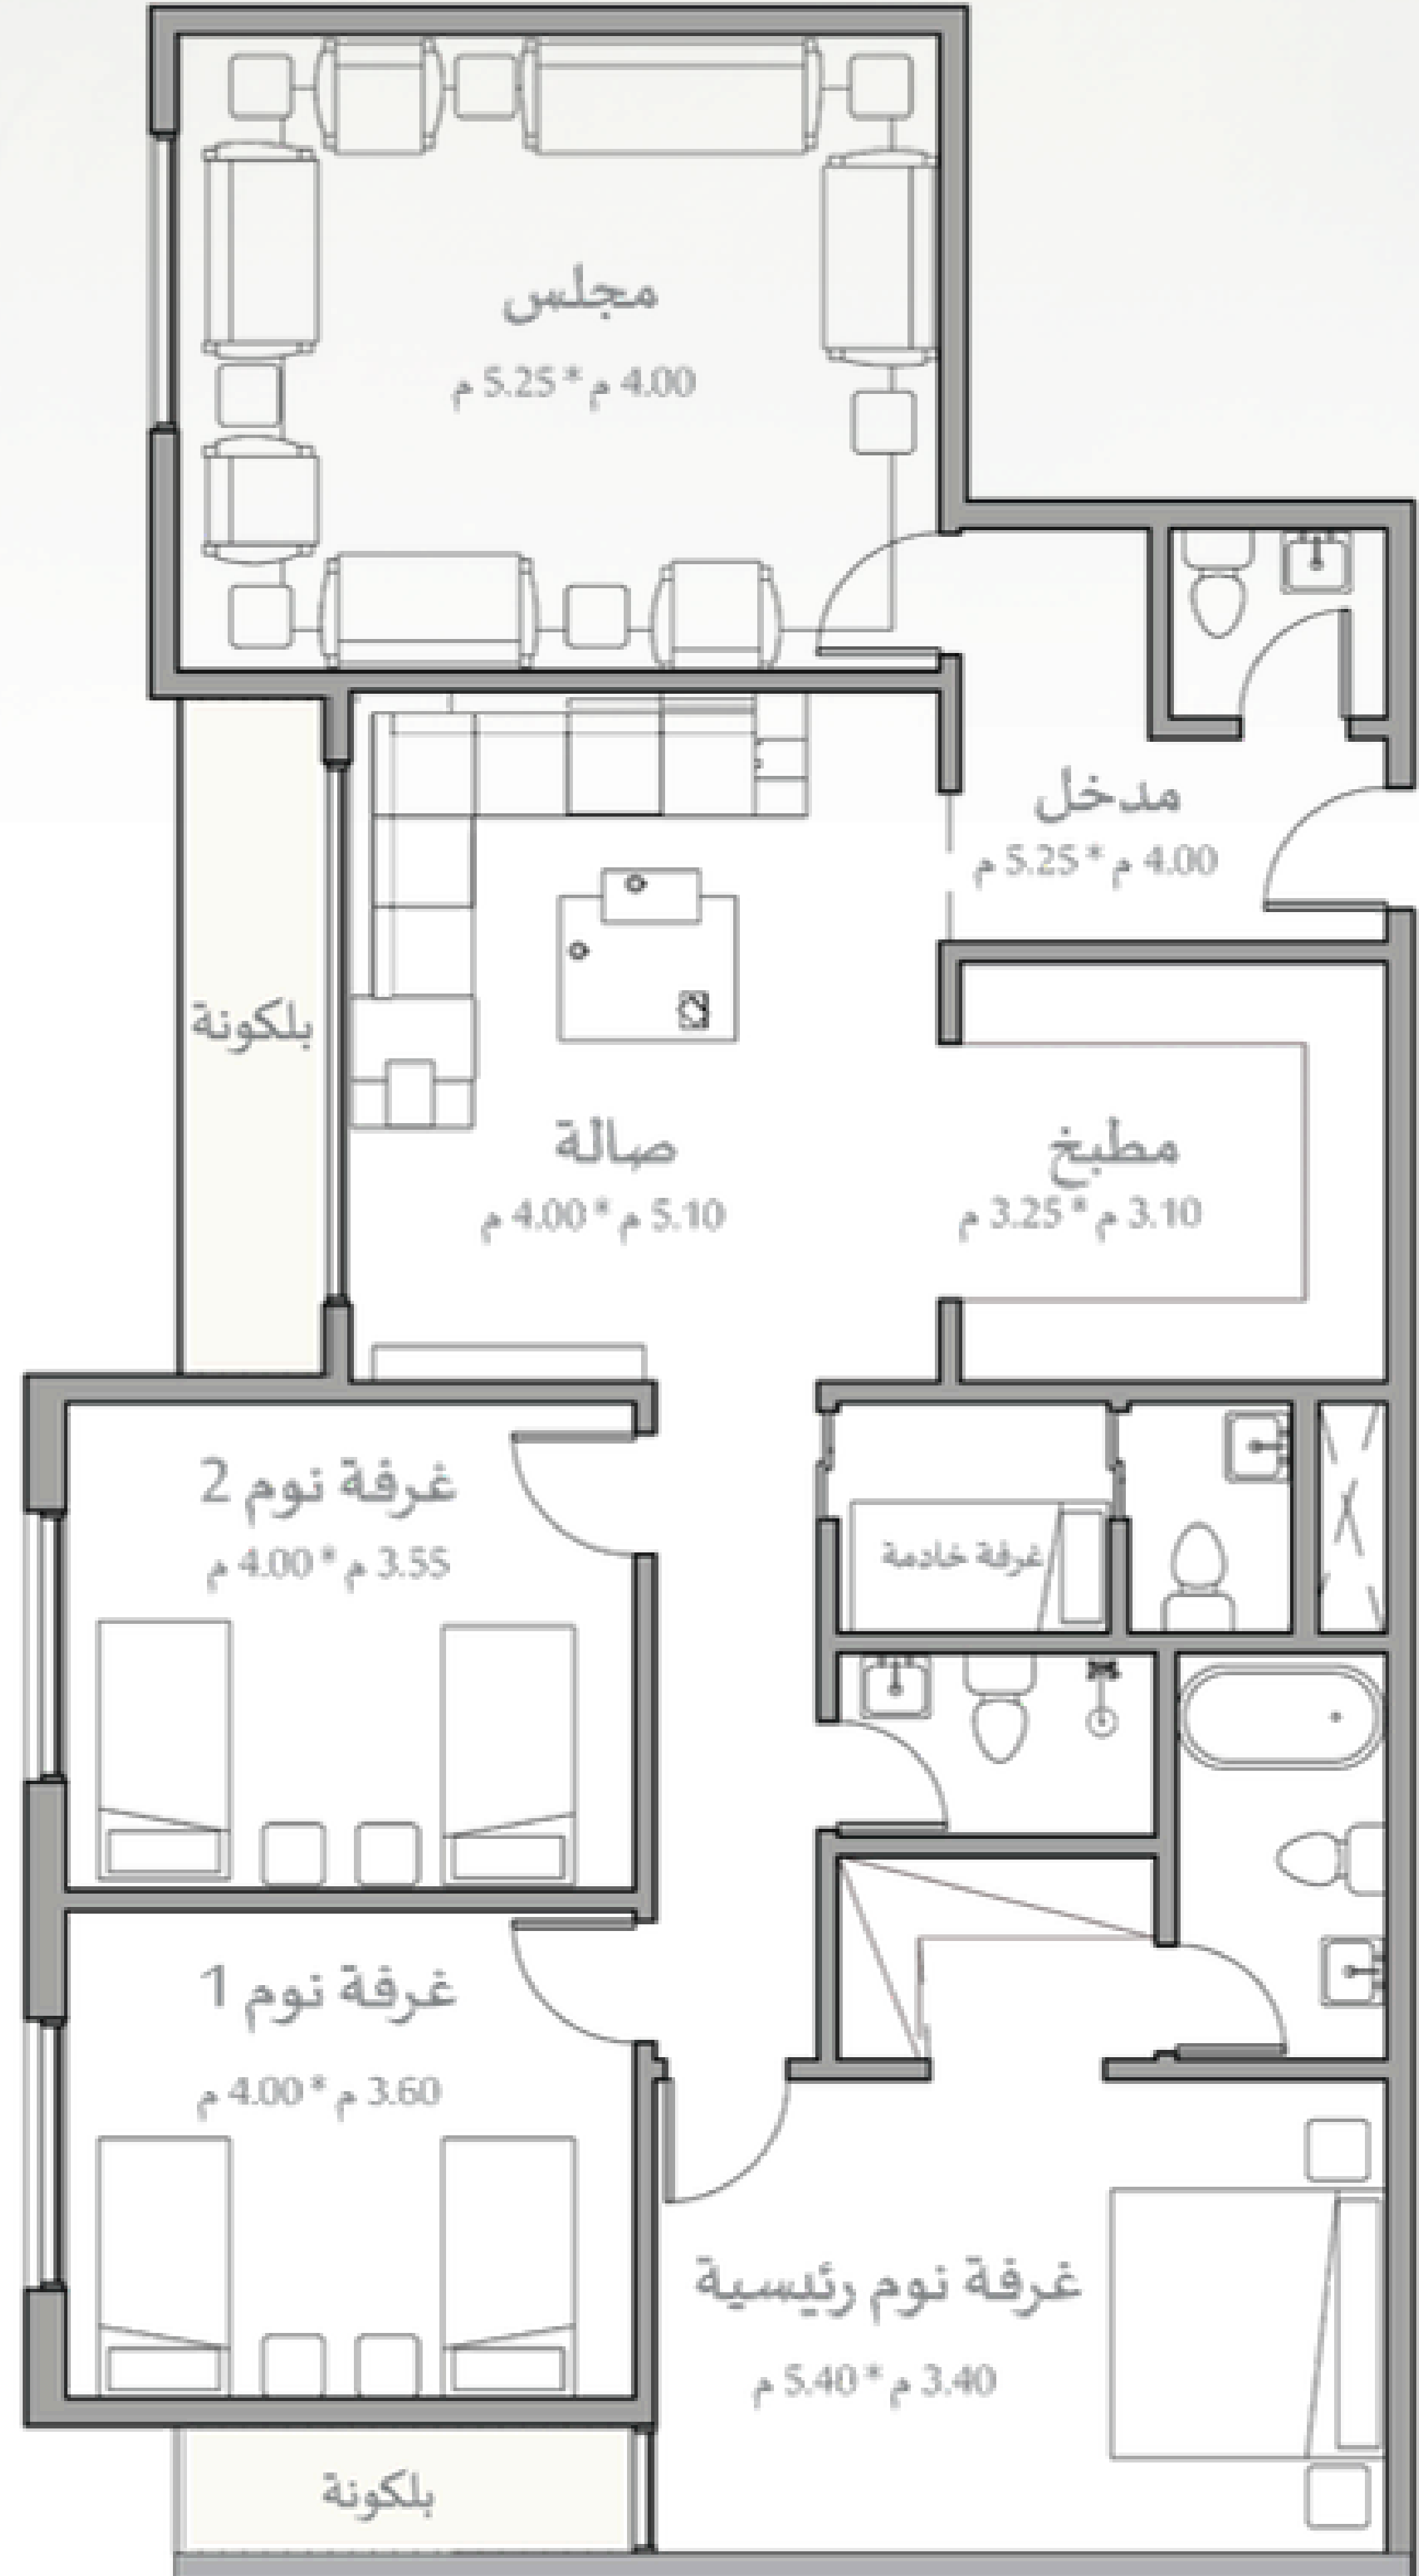 مجلس
4.00 م * 5.25 م
مدخل
4.00 م * 5.25 م
بلكونة
صالة
5.10 م * 4.00 م
مطبخ
3.10 م * 3.25 م
غرفة نوم 2
3.55 م * 4.00 م
غرفة خادمة
غرفة نوم 1
3.60 م * 4.00 م
غرفة نوم رئيسية
3.40 م * 5.40 م
بلكونة